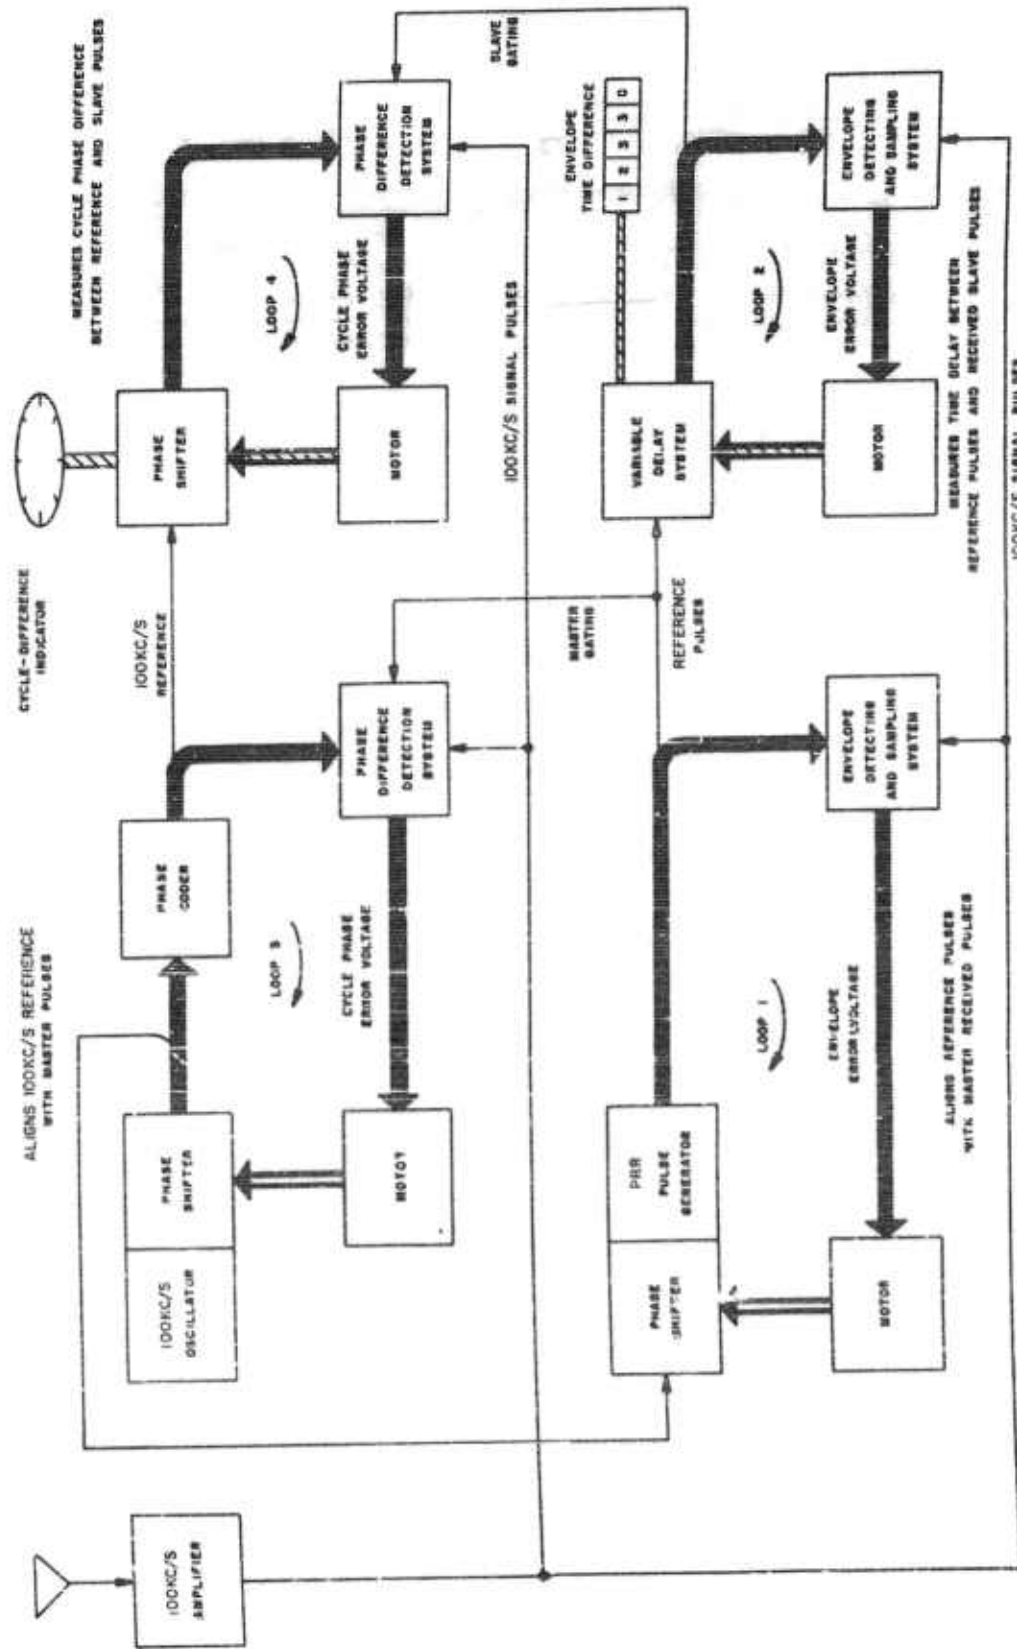 ALIGNS 100KC/S REFERENCE
WITH MASTER PULSES
CYCLE-DIFFERENCE
INDICATOR
MEASURES CYCLE PHASE DIFFERENCE
BETWEEN REFERENCE AND SLAVE PULSES
100KC/S
AMPLIFIER
100KC/S
OSCILLATOR
PHASE
SHIFTER
PHASE
CODER
100KC/S
REFERENCE
PHASE
SHIFTER
LOOP 3
LOOP 4
CYCLE PHASE
ERROR VOLTAGE
CYCLE PHASE
ERROR VOLTAGE
MOTOT
PHASE
DIFFERENCE
DETECTION
SYSTEM
MOTOR
PHASE
DIFFERENCE
DETECTION
SYSTEM
100KC/S SIGNAL PULSES
SLAVE
GATING
MASTER
GATING
ENVELOPE
TIME DIFFERENCE
1 2 3 3 0
REFERENCE
PULSES
PHASE
SHIFTER
PRR
PULSE
GENERATOR
VARIABLE
DELAY
SYSTEM
LOOP 1
LOOP 2
ENVELOPE
ERROR VOLTAGE
ENVELOPE
ERROR VOLTAGE
MOTOR
ENVELOPE
DETECTING
AND SAMPLING
SYSTEM
MOTOR
ENVELOPE
DETECTING
AND SAMPLING
SYSTEM
ALIGNS REFERENCE PULSES
WITH MASTER RECEIVED PULSES
MEASURES TIME DELAY BETWEEN
REFERENCE PULSES AND RECEIVED SLAVE PULSES
100KC/S SIGNAL PULSES